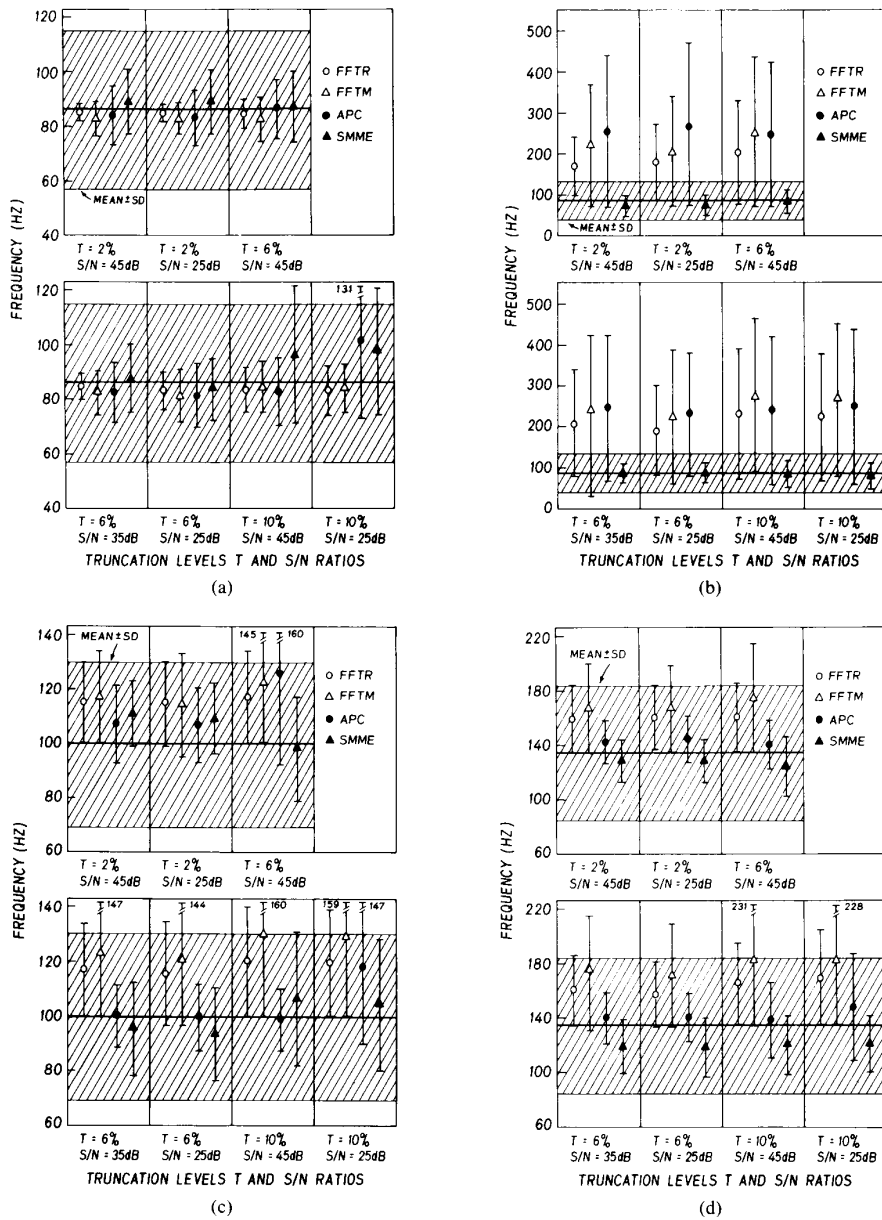 120
100
80
60
40
FREQUENCY (HZ)
○ FFTR
△ FFTM
● APC
▲ SMME
MEAN ± SD
T = 2%
S/N = 45dB
T = 2%
S/N = 25dB
T = 6%
S/N = 45dB
120
100
80
60
40
131
T = 6%
S/N = 35dB
T = 6%
S/N = 25dB
T = 10%
S/N = 45dB
T = 10%
S/N = 25dB
TRUNCATION LEVELS T AND S/N RATIOS
(a)
500
400
300
200
100
0
FREQUENCY (HZ)
○ FFTR
△ FFTM
● APC
▲ SMME
MEAN±SD
T = 2%
S/N = 45dB
T = 2%
S/N = 25dB
T = 6%
S/N = 45dB
500
400
300
200
100
0
T = 6%
S/N = 35dB
T = 6%
S/N = 25dB
T = 10%
S/N = 45dB
T = 10%
S/N = 25dB
TRUNCATION LEVELS T AND S/N RATIOS
(b)
140
120
100
80
60
FREQUENCY (HZ)
MEAN ± SD
145
160
○ FFTR
△ FFTM
● APC
▲ SMME
T = 2%
S/N = 45dB
T = 2%
S/N = 25dB
T = 6%
S/N = 45dB
140
120
100
80
60
147
144
160
159
147
T = 6%
S/N = 35dB
T = 6%
S/N = 25dB
T = 10%
S/N = 45dB
T = 10%
S/N = 25dB
TRUNCATION LEVELS T AND S/N RATIOS
(c)
220
180
140
100
60
FREQUENCY (HZ)
MEAN ± SD
○ FFTR
△ FFTM
● APC
▲ SMME
T = 2%
S/N = 45dB
T = 2%
S/N = 25dB
T = 6%
S/N = 45dB
220
180
140
100
60
231
228
T = 6%
S/N = 35dB
T = 6%
S/N = 25dB
T = 10%
S/N = 45dB
T = 10%
S/N = 25dB
TRUNCATION LEVELS T AND S/N RATIOS
(d)